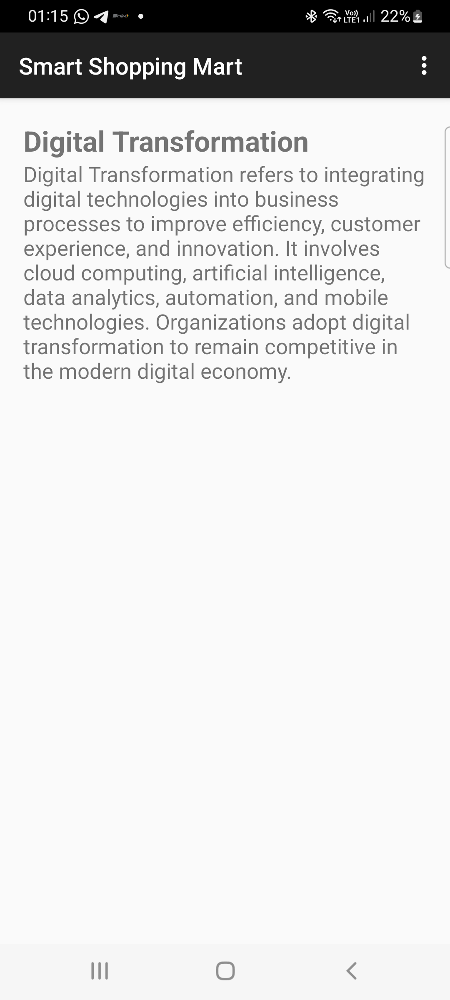 01:15
Vo)) LTE1 22%
Smart Shopping Mart
Digital Transformation
Digital Transformation refers to integrating
digital technologies into business
processes to improve efficiency, customer
experience, and innovation. It involves
cloud computing, artificial intelligence,
data analytics, automation, and mobile
technologies. Organizations adopt digital
transformation to remain competitive in
the modern digital economy.